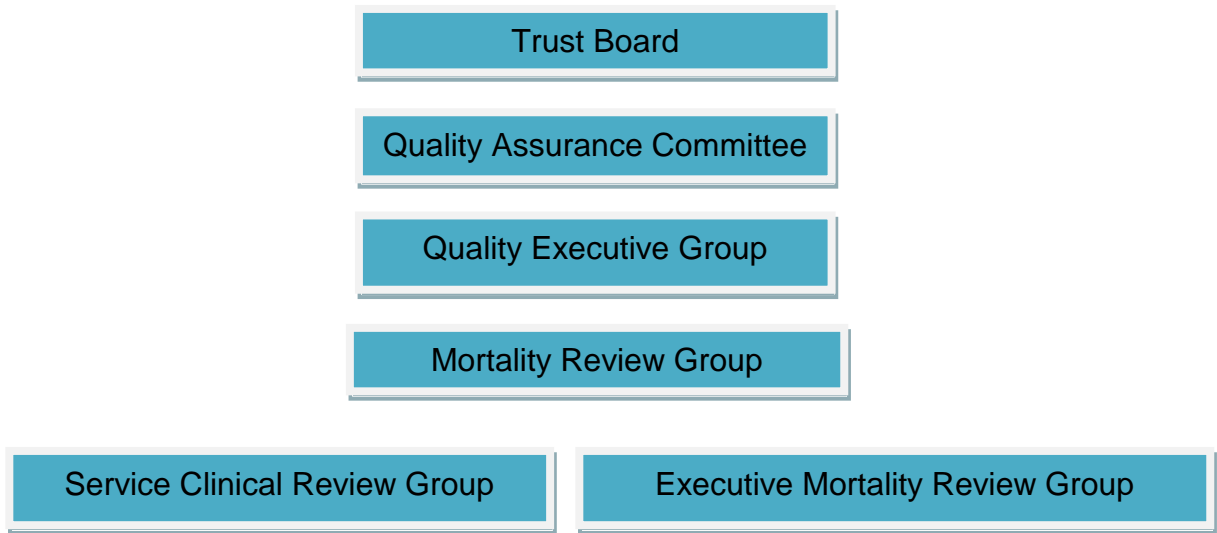 Trust Board
Quality Assurance Committee
Quality Executive Group
Mortality Review Group
Service Clinical Review Group
Executive Mortality Review Group